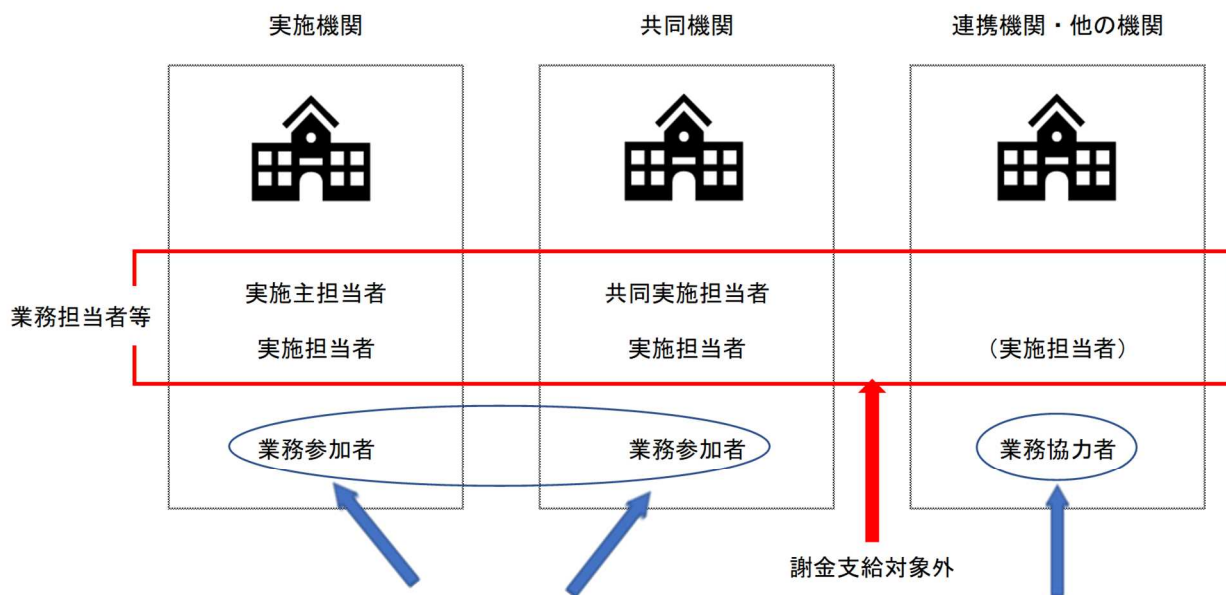 実施機関
共同機関
連携機関・他の機関
業務担当者等
実施主担当者
共同実施担当者
実施担当者
実施担当者
（実施担当者）
業務参加者
業務参加者
業務協力者
謝金支給対象外